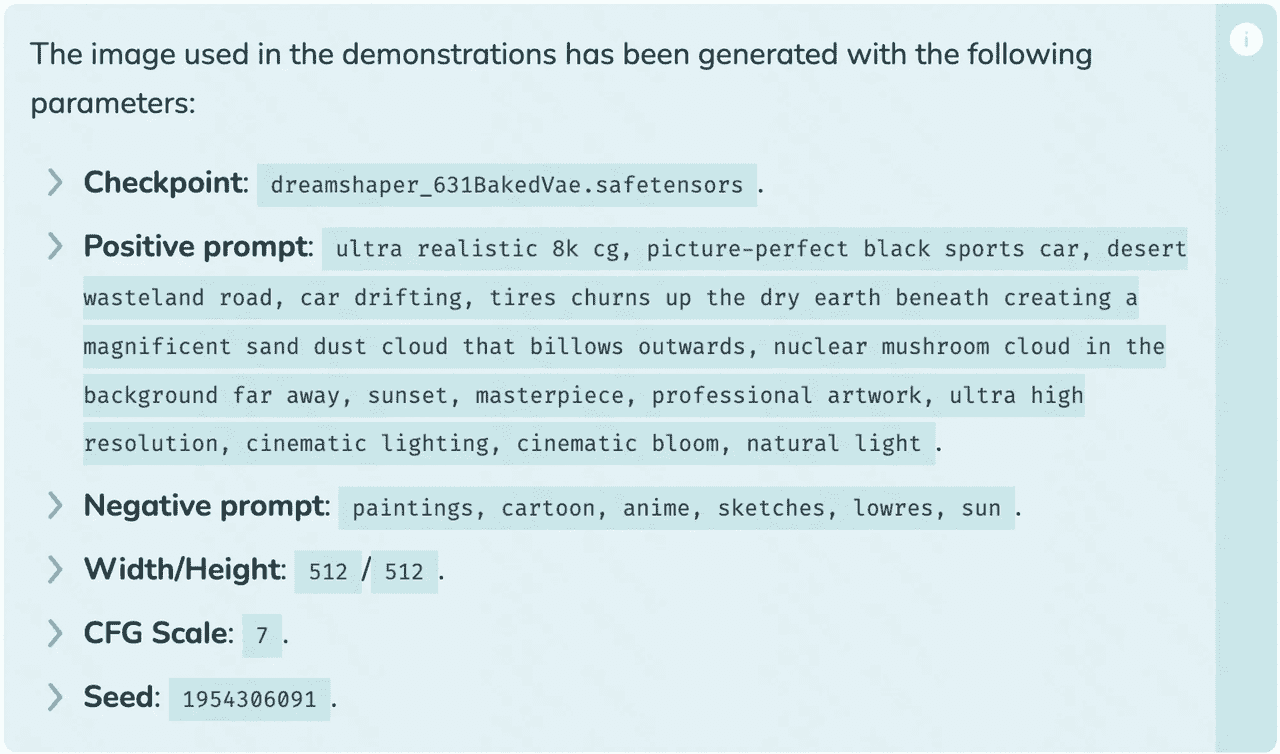 The image used in the demonstrations has been generated with the following
parameters:
Checkpoint: dreamshaper_631BakedVae.safetensors .
Positive prompt: ultra realistic 8k cg, picture-perfect black sports car, desert
wasteland road, car drifting, tires churns up the dry earth beneath creating a
magnificent sand dust cloud that billows outwards, nuclear mushroom cloud in the
background far away, sunset, masterpiece, professional artwork, ultra high
resolution, cinematic lighting, cinematic bloom, natural light .
Negative prompt: paintings, cartoon, anime, sketches, lowres, sun .
Width/Height: 512 / 512 .
CFG Scale: 7 .
Seed: 1954306091 .